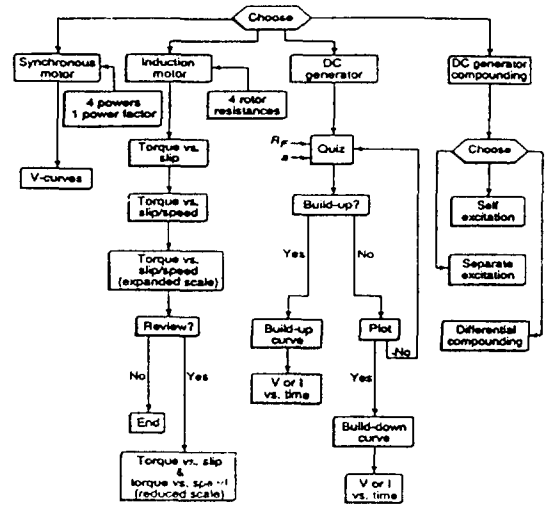 Choose
Synchronous
motor
Induction
motor
DC
generator
DC generator
compounding
4 powers
1 power factor
4 rotor
resistances
V-curves
Torque vs.
slip
R_F
Quiz
Choose
Torque vs.
slip/speed
Build-up?
Self
excitation
Torque vs.
slip/speed
(expanded scale)
Yes
No
Separate
excitation
Review?
Build-up
curve
Plot
Differential
compounding
No
No
Yes
V or I
vs. time
Yes
End
Build-down
curve
Torque vs. slip
&
torque vs. speed
(reduced scale)
V or I
vs. time